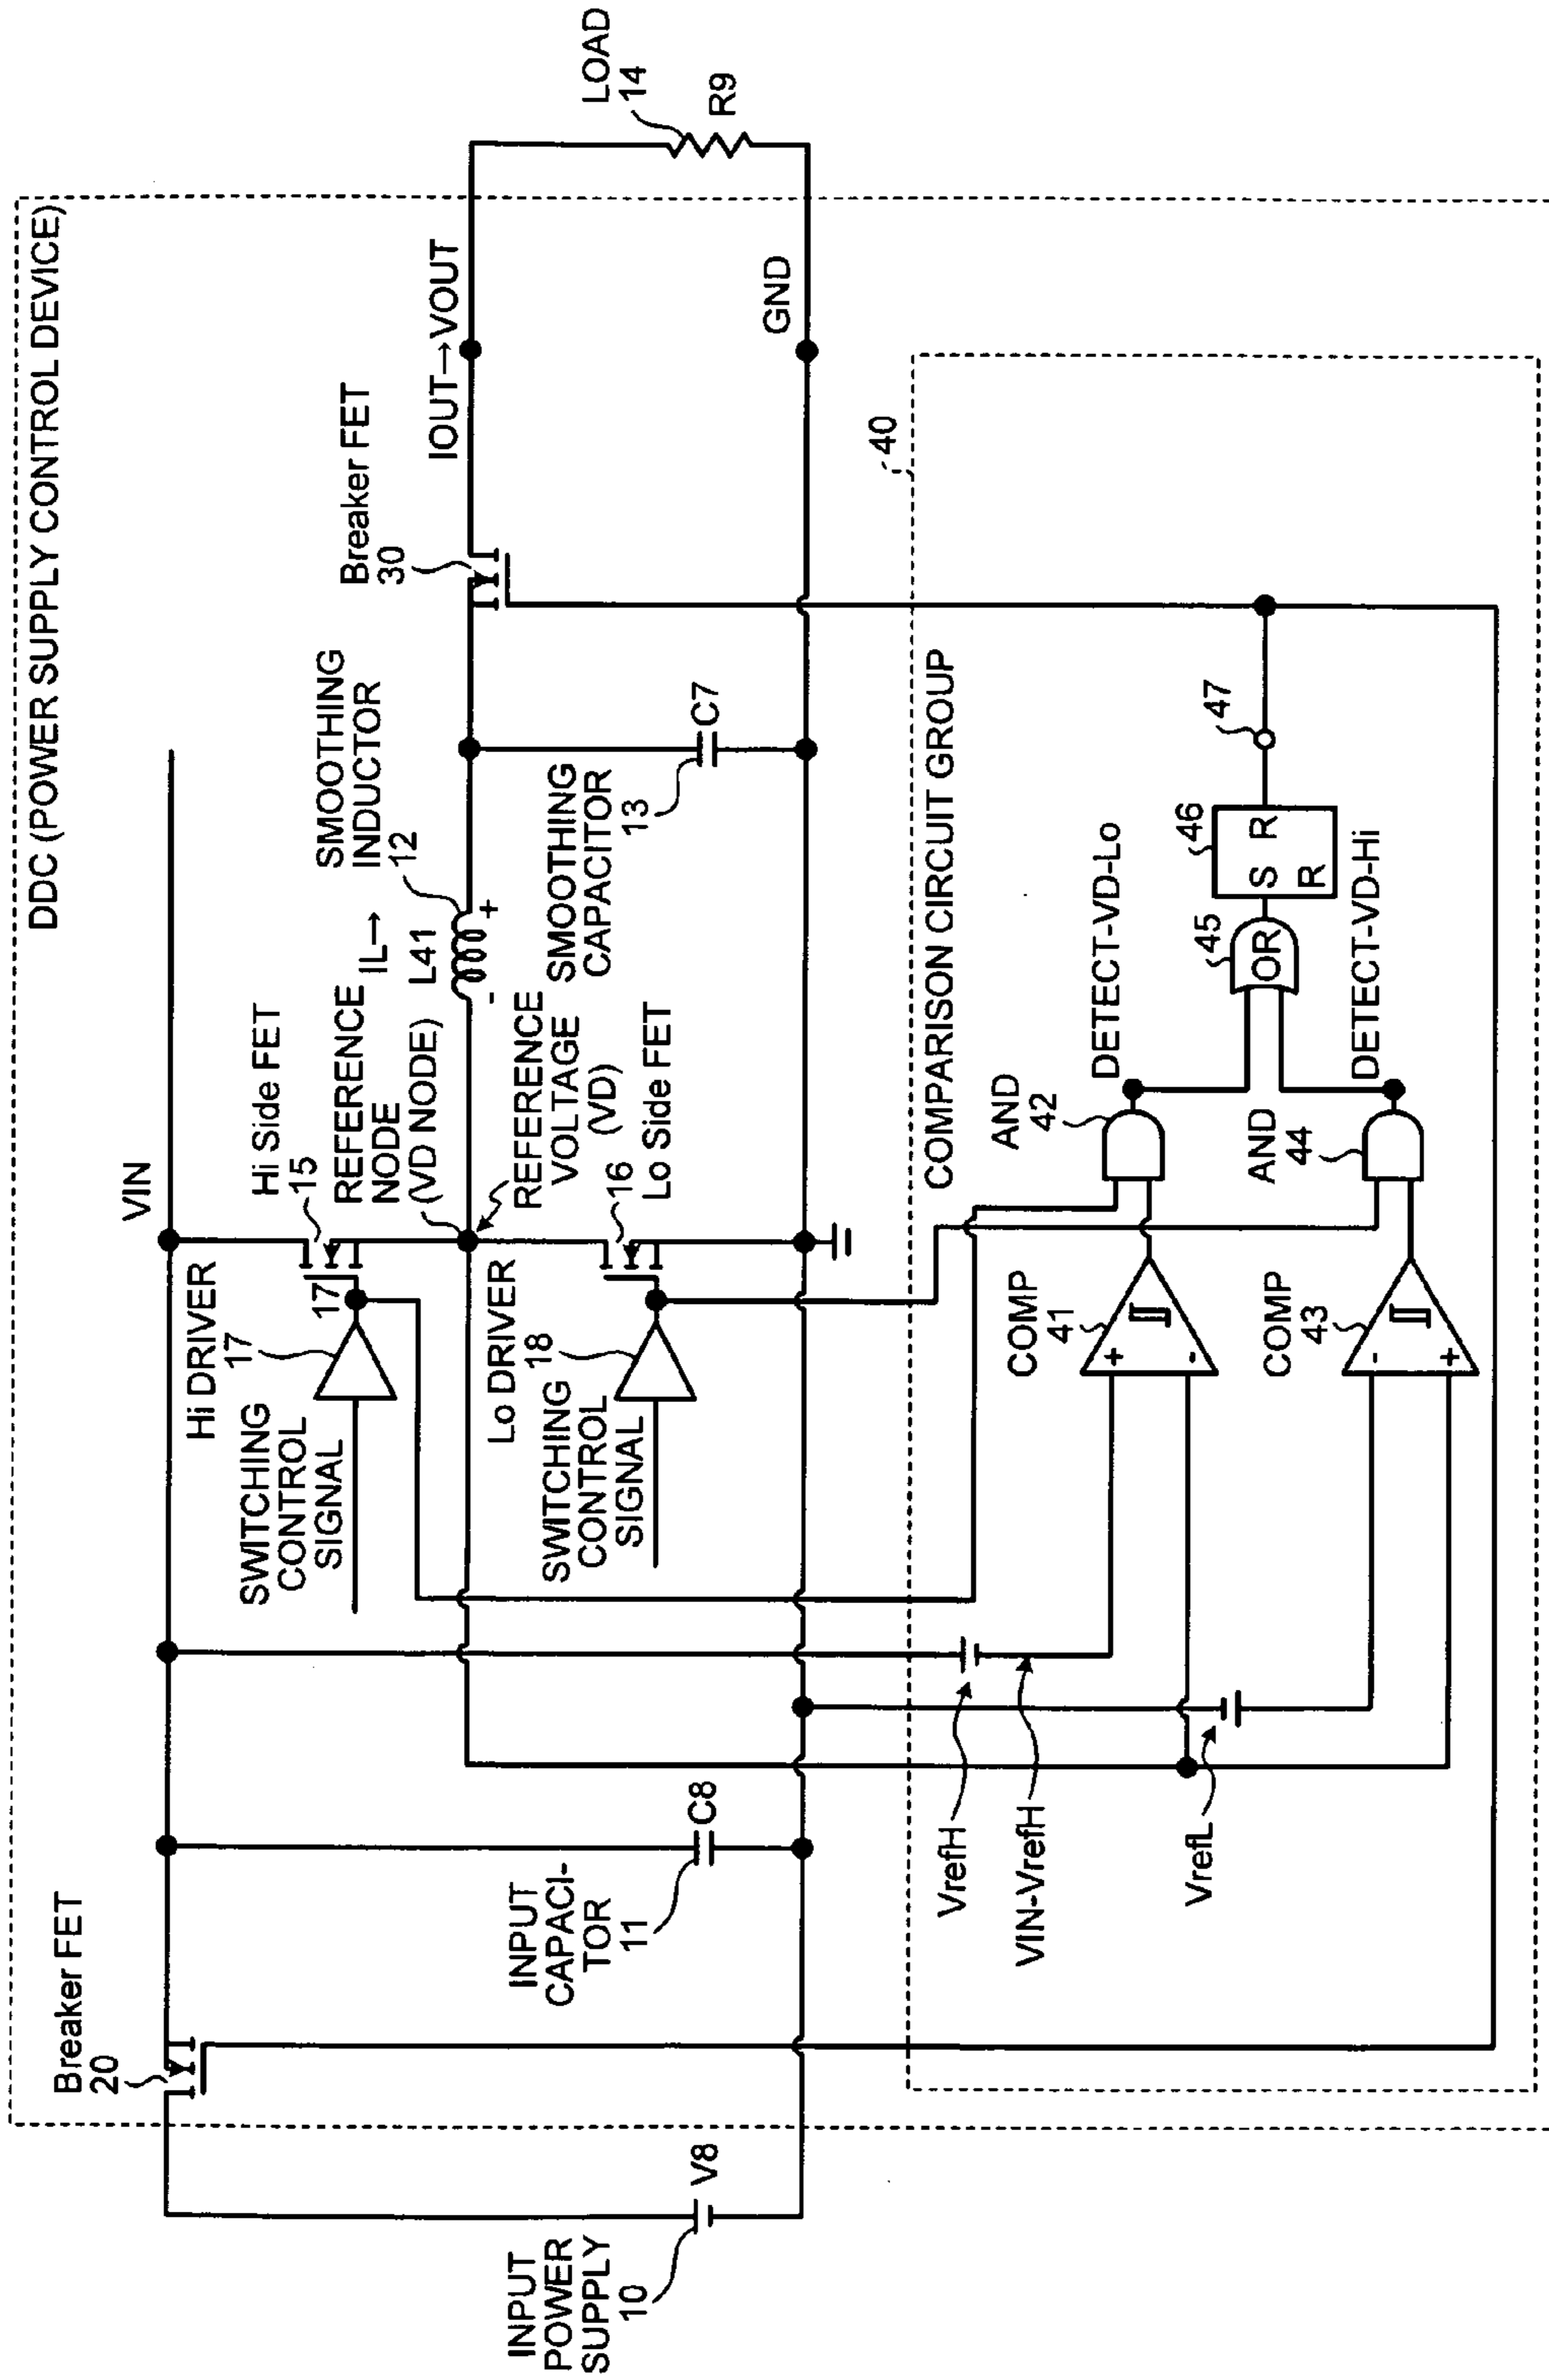 DDC (POWER SUPPLY CONTROL DEVICE)
Breaker FET
20
VIN
Hi Side FET
15
Hi DRIVER
17
17
SWITCHING
CONTROL
SIGNAL
REFERENCE
NODE
(VD NODE)
IL→
L41
-
+
SMOOTHING
INDUCTOR
12
Breaker FET
30
IOUT→VOUT
LOAD
14
R9
INPUT
POWER
SUPPLY
10
V8
INPUT
CAPACI-
TOR
11
C8
Lo DRIVER
18
SWITCHING
CONTROL
SIGNAL
REFERENCE
VOLTAGE
(VD)
16
Lo Side FET
SMOOTHING
CAPACITOR
13
C7
GND
40
COMPARISON CIRCUIT GROUP
VrefH
VIN-VrefH
VrefL
COMP
41
+
-
AND
42
DETECT-VD-Lo
COMP
43
-
+
AND
44
DETECT-VD-Hi
45
OR
46
S R
R
47